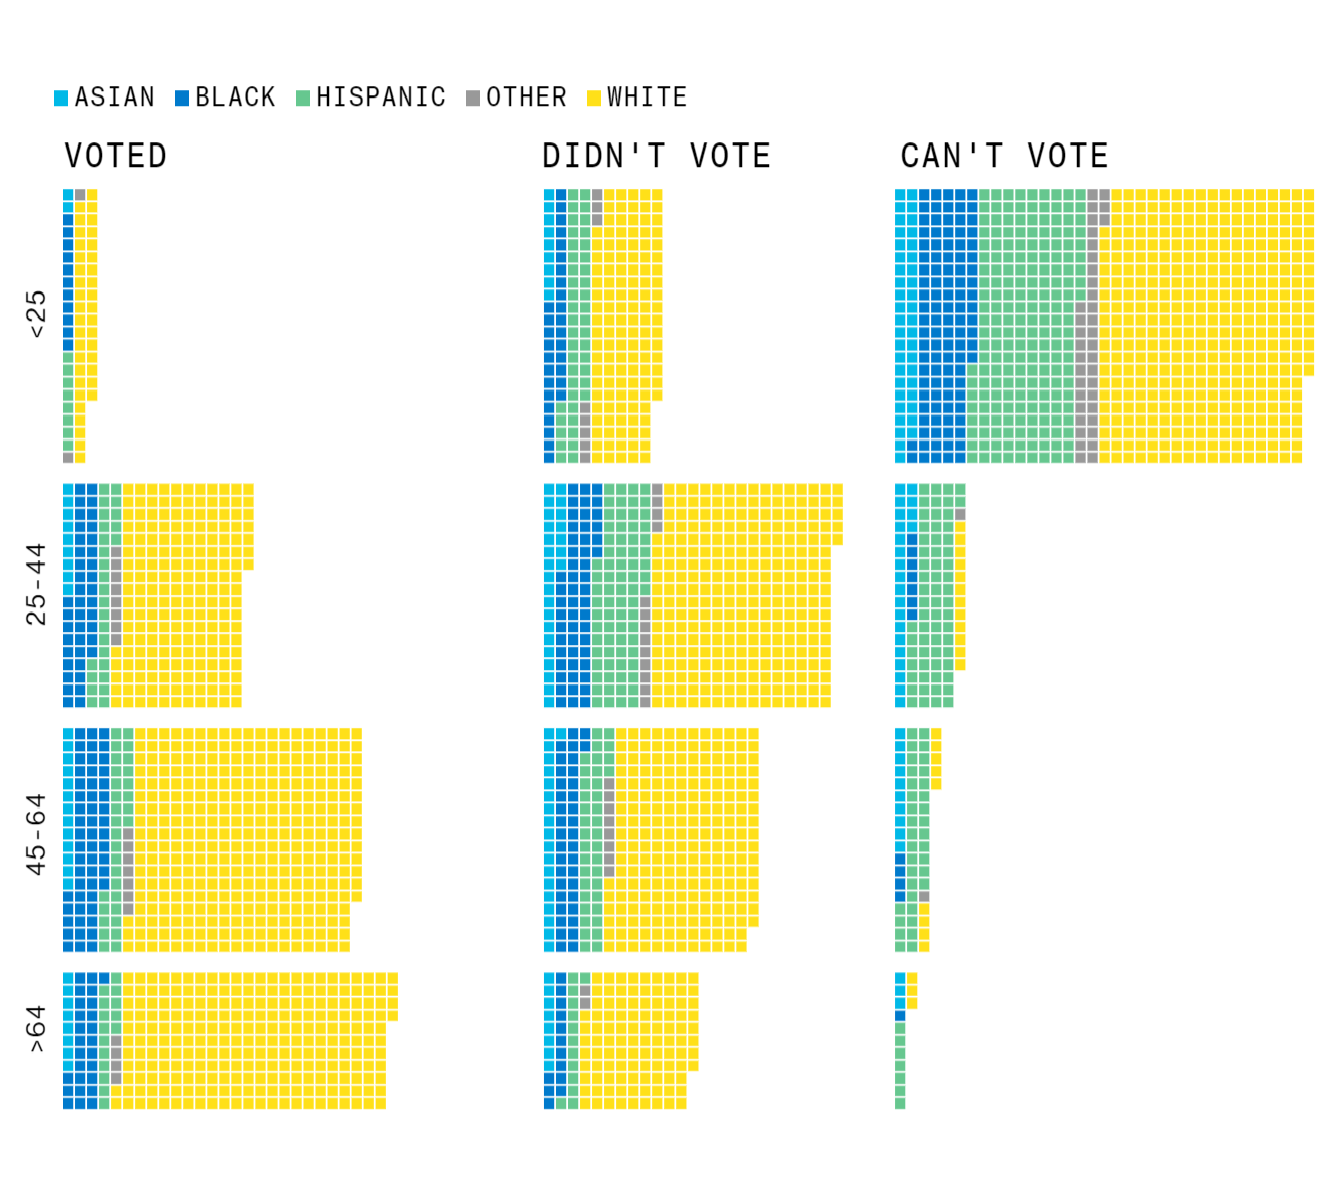 ASIAN BLACK HISPANIC OTHER WHITE
VOTED DIDN'T VOTE CAN'T VOTE
<25
25-44
45-64
>64